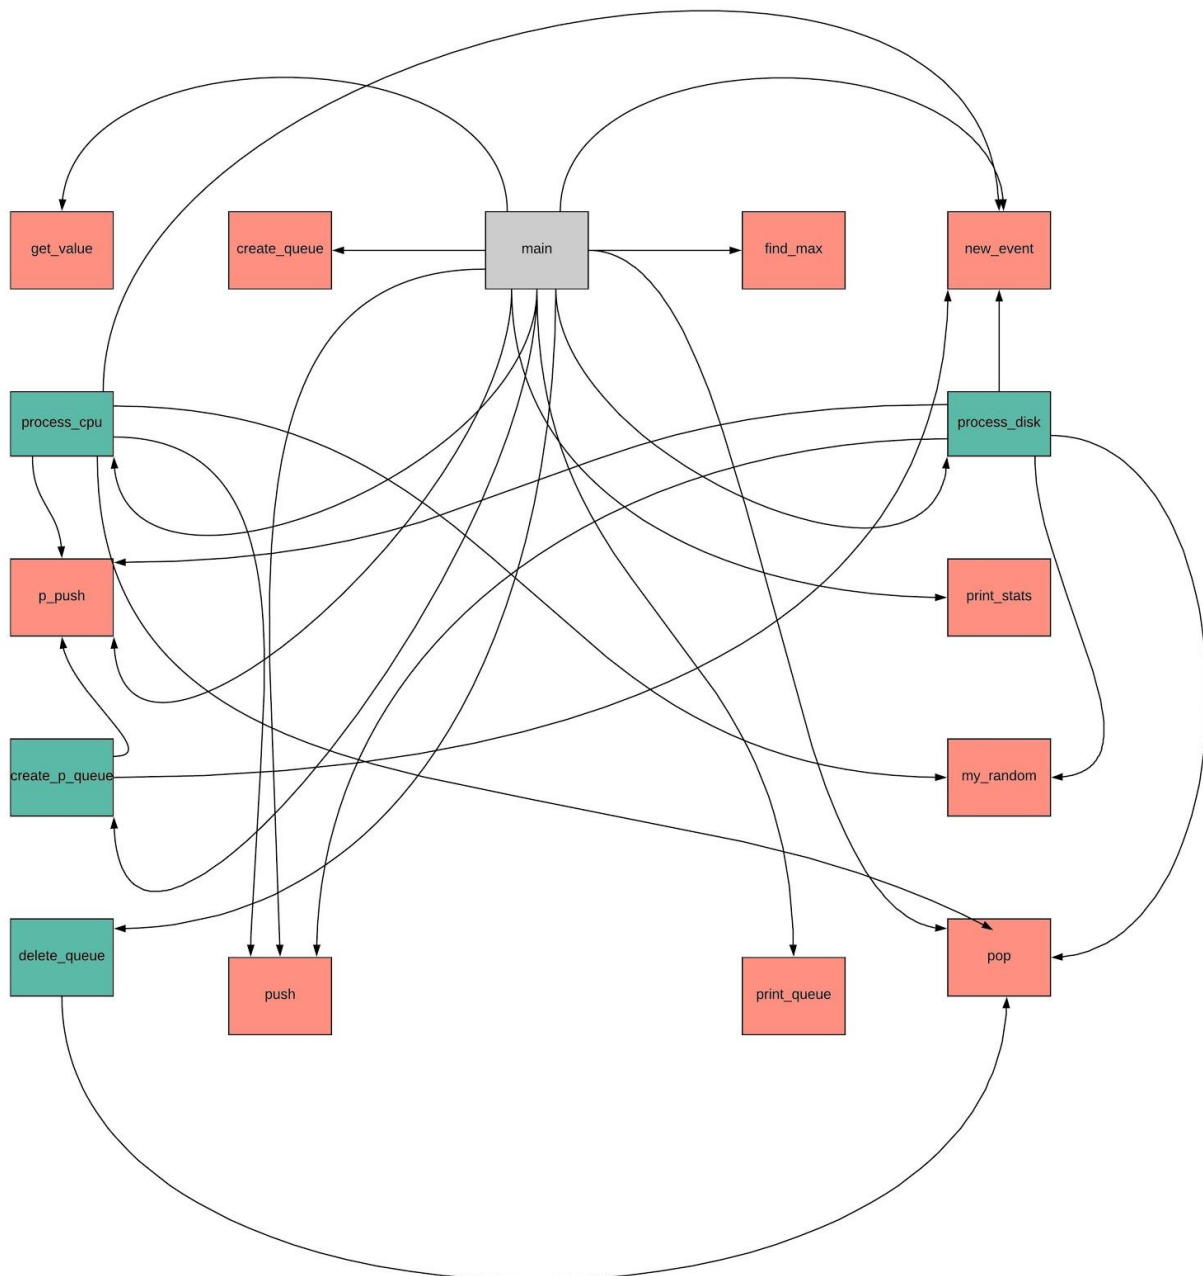 get_value
create_queue
main
find_max
new_event
process_cpu
process_disk
p_push
print_stats
create_p_queue
my_random
delete_queue
push
print_queue
pop